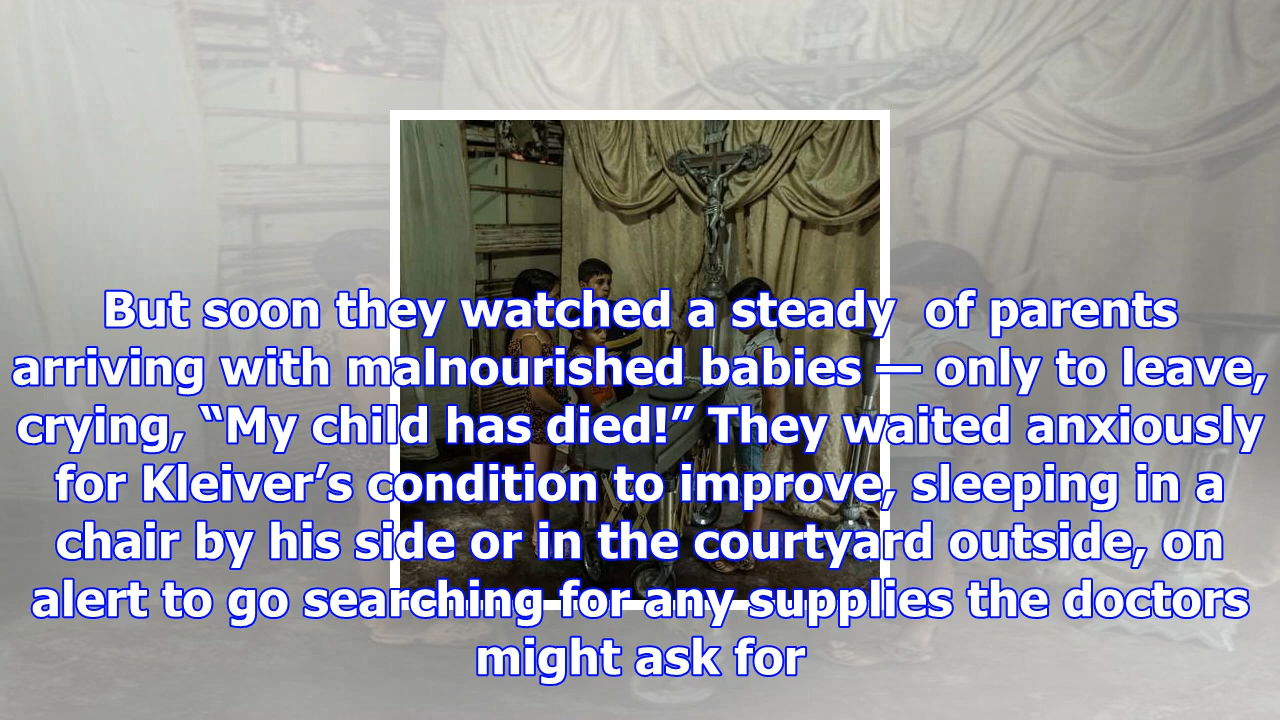 But soon they watched a steady  of parents
arriving with malnourished babies — only to leave,
crying, “My child has died!” They waited anxiously
for Kleiver’s condition to improve, sleeping in a
chair by his side or in the courtyard outside, on
alert to go searching for any supplies the doctors
might ask for